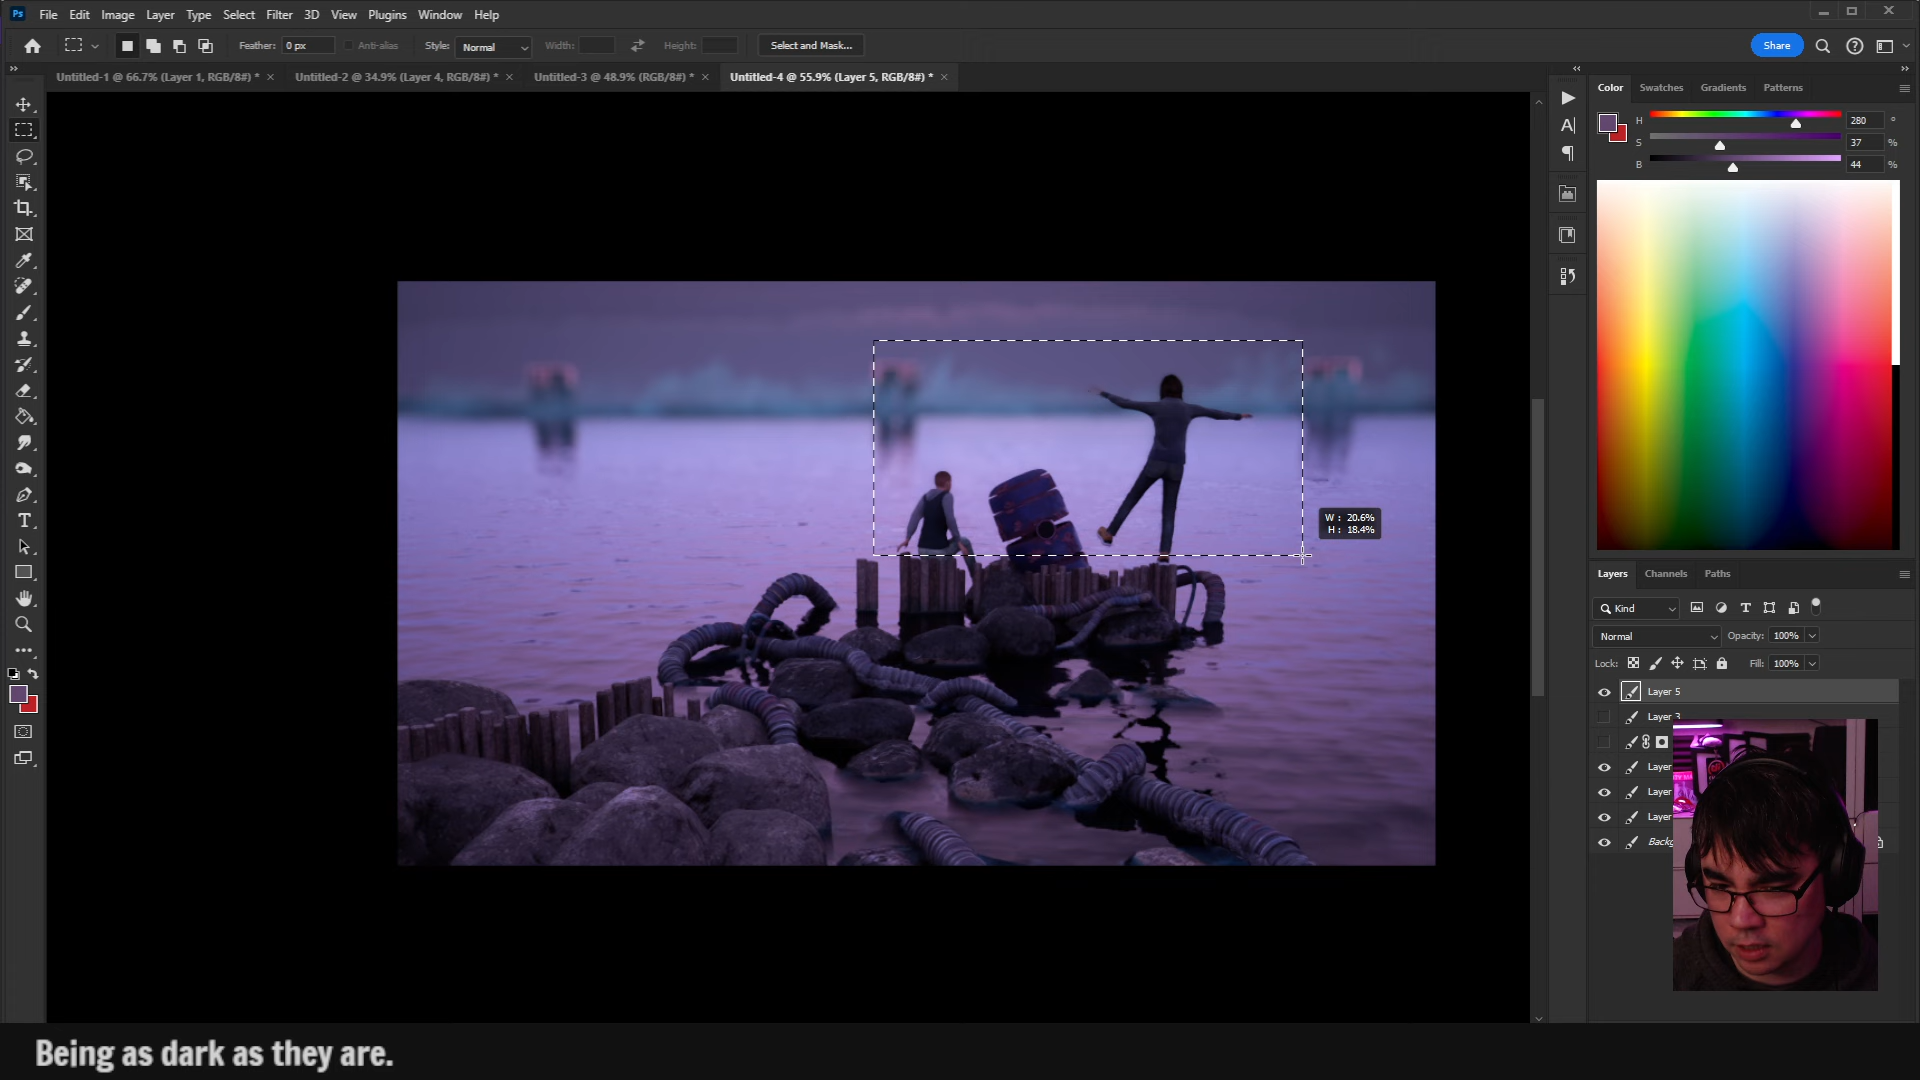 Ps File Edit Image Layer Type Select Filter 3D View Plugins Window Help
Feather: 0 px Anti-alias Style: Normal Width: Height: Select and Mask... Share
Untitled-1 @ 66.7% (Layer 1, RGB/8#) * Untitled-2 @ 34.9% (Layer 4, RGB/8#) * Untitled-3 @ 48.9% (RGB/8#) * Untitled-4 @ 55.9% (Layer 5, RGB/8#) *
Color Swatches Gradients Patterns
H 280 °
S 37 %
B 44 %
W : 20.6%
H : 18.4%
Layers Channels Paths
Kind
Normal Opacity: 100%
Lock: Fill: 100%
Layer 5
Layer 3
Layer
Layer
Layer
Backg
Being as dark as they are.